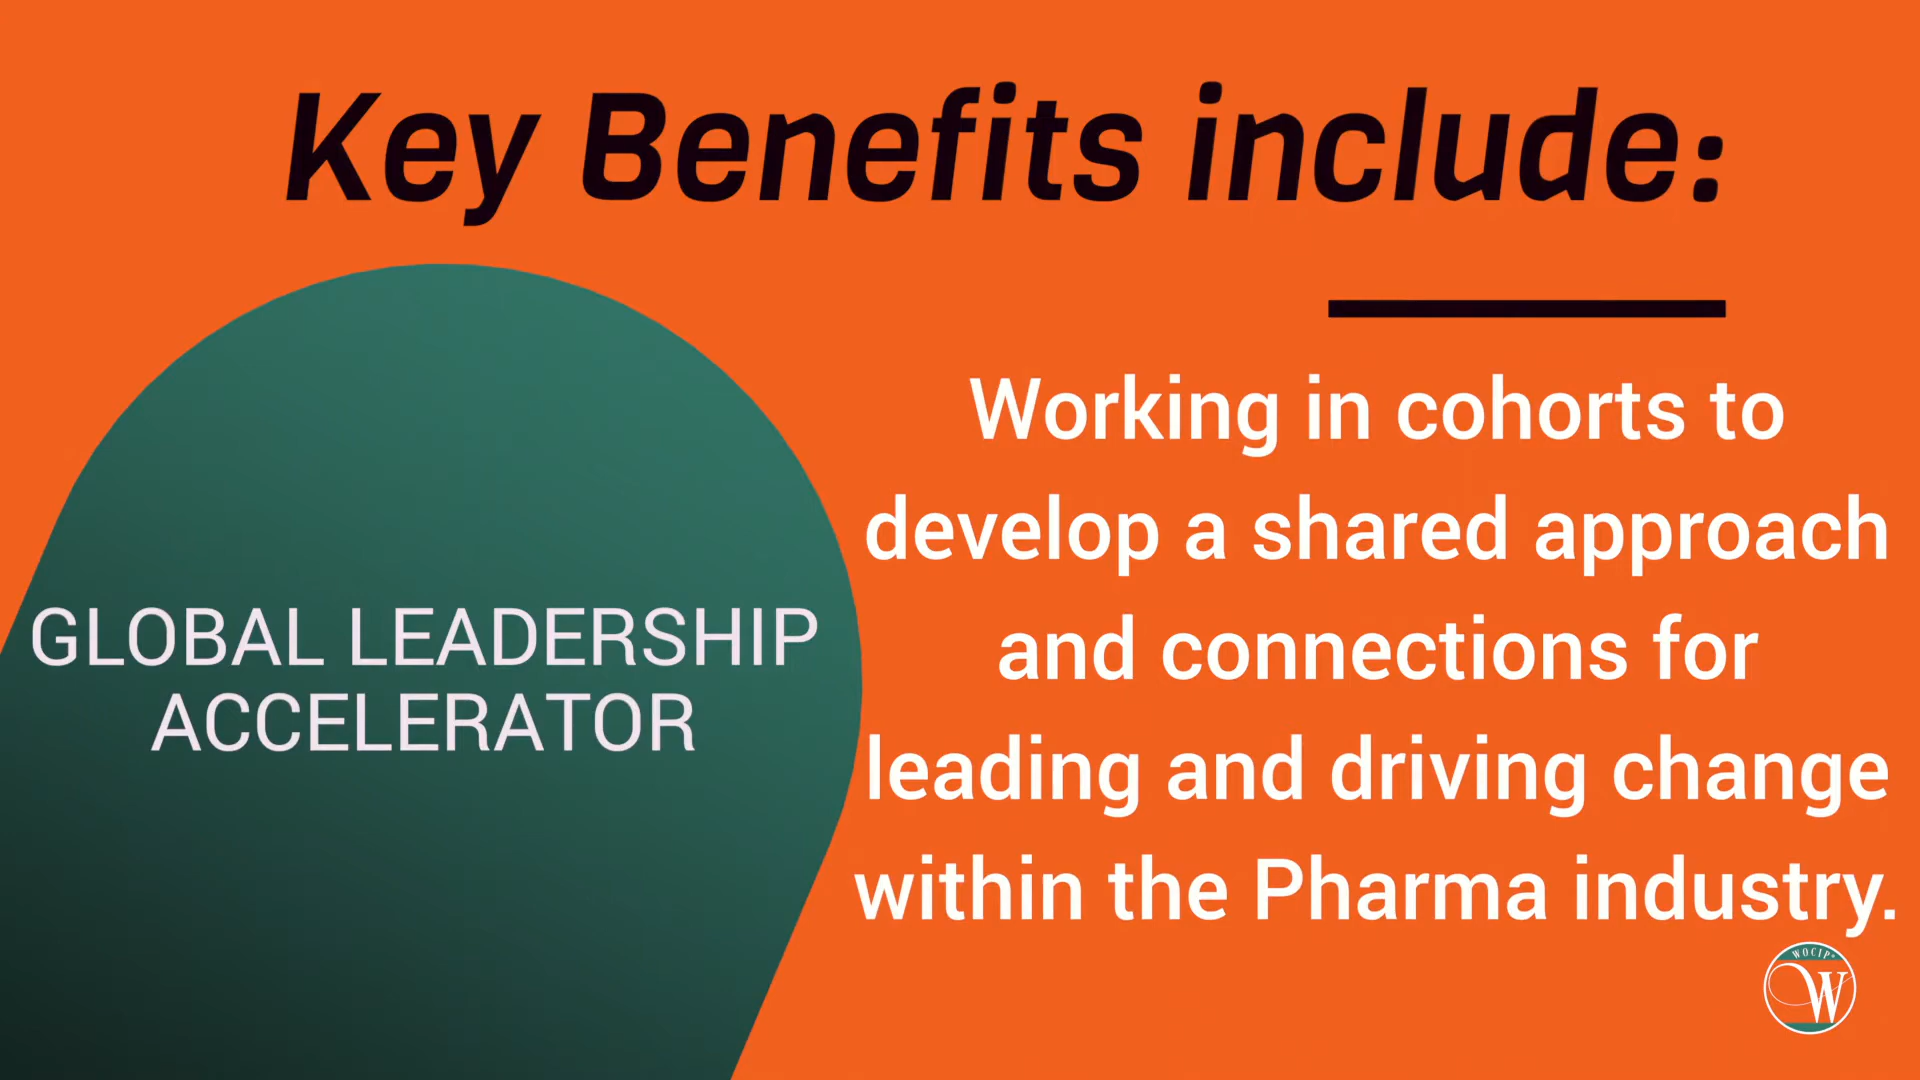 Key Benefits include:
GLOBAL LEADERSHIP
ACCELERATOR
Working in cohorts to
develop a shared approach
and connections for
leading and driving change
within the Pharma industry.
WOCIP
W